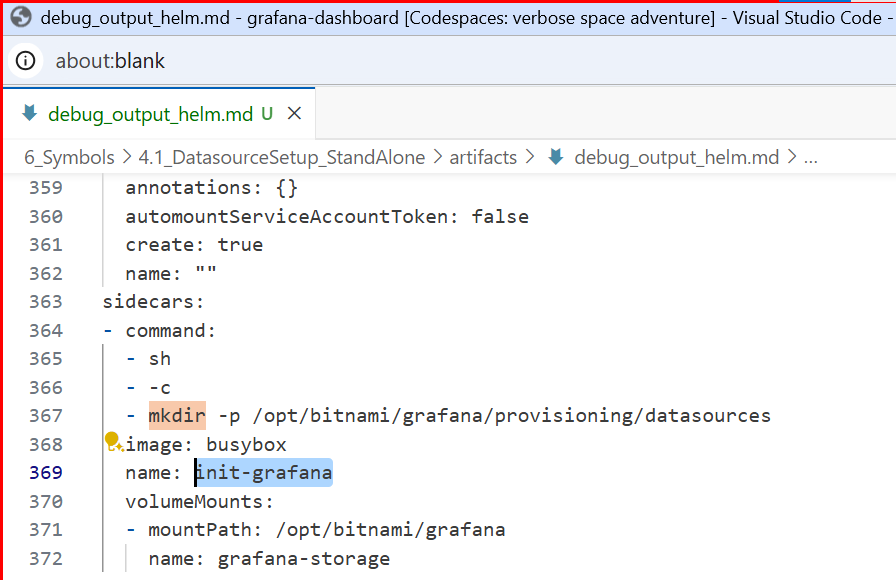 debug_output_helm.md - grafana-dashboard [Codespaces: verbose space adventure] - Visual Studio Code -
about:blank
debug_output_helm.md U ×
6_Symbols > 4.1_DatasourceSetup_StandAlone > artifacts > debug_output_helm.md > ...
359 annotations: {}
360 automountServiceAccountToken: false
361 create: true
362 name: ""
363 sidecars:
364 - command:
365 - sh
366 - -c
367 - mkdir -p /opt/bitnami/grafana/provisioning/datasources
368 image: busybox
369 name: init-grafana
370 volumeMounts:
371 - mountPath: /opt/bitnami/grafana
372 name: grafana-storage